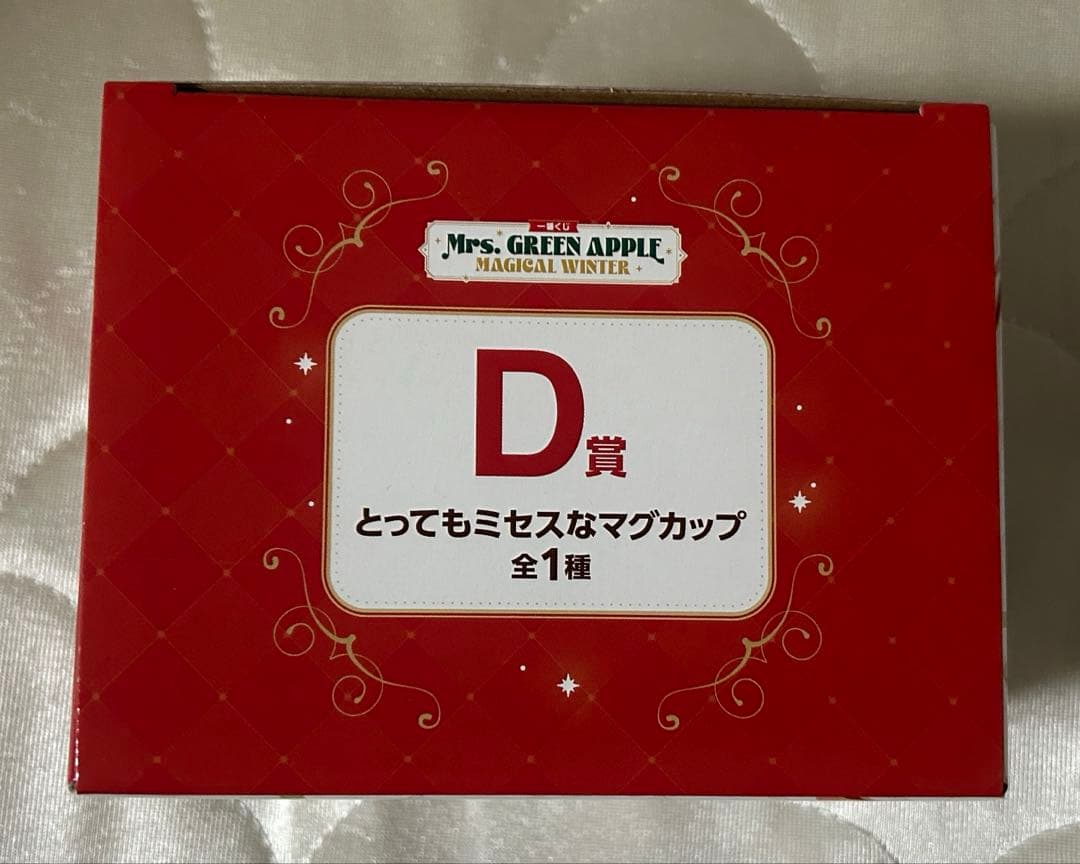 一番くじ
Mrs. GREEN APPLE
MAGICAL WINTER
D賞
とってもミセスなマグカップ
全1種